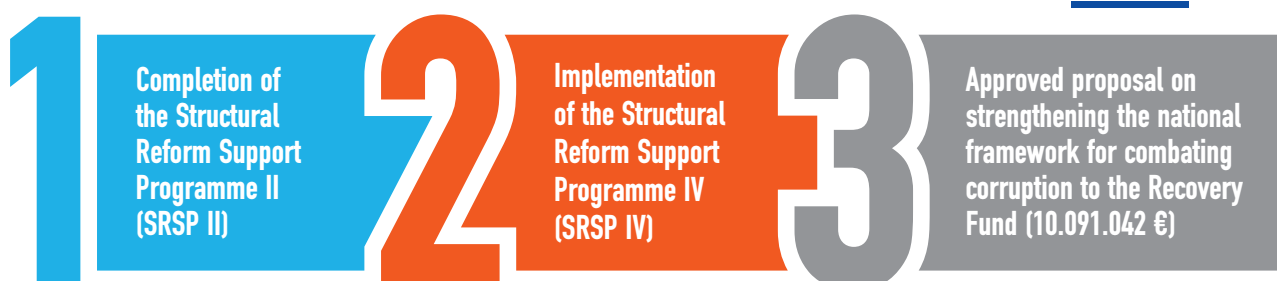 1
Completion of
the Structural
Reform Support
Programme II
(SRSP II)
2
Implementation
of the Structural
Reform Support
Programme IV
(SRSP IV)
3
Approved proposal on
strengthening the national
framework for combating
corruption to the Recovery
Fund (10.091.042 €)